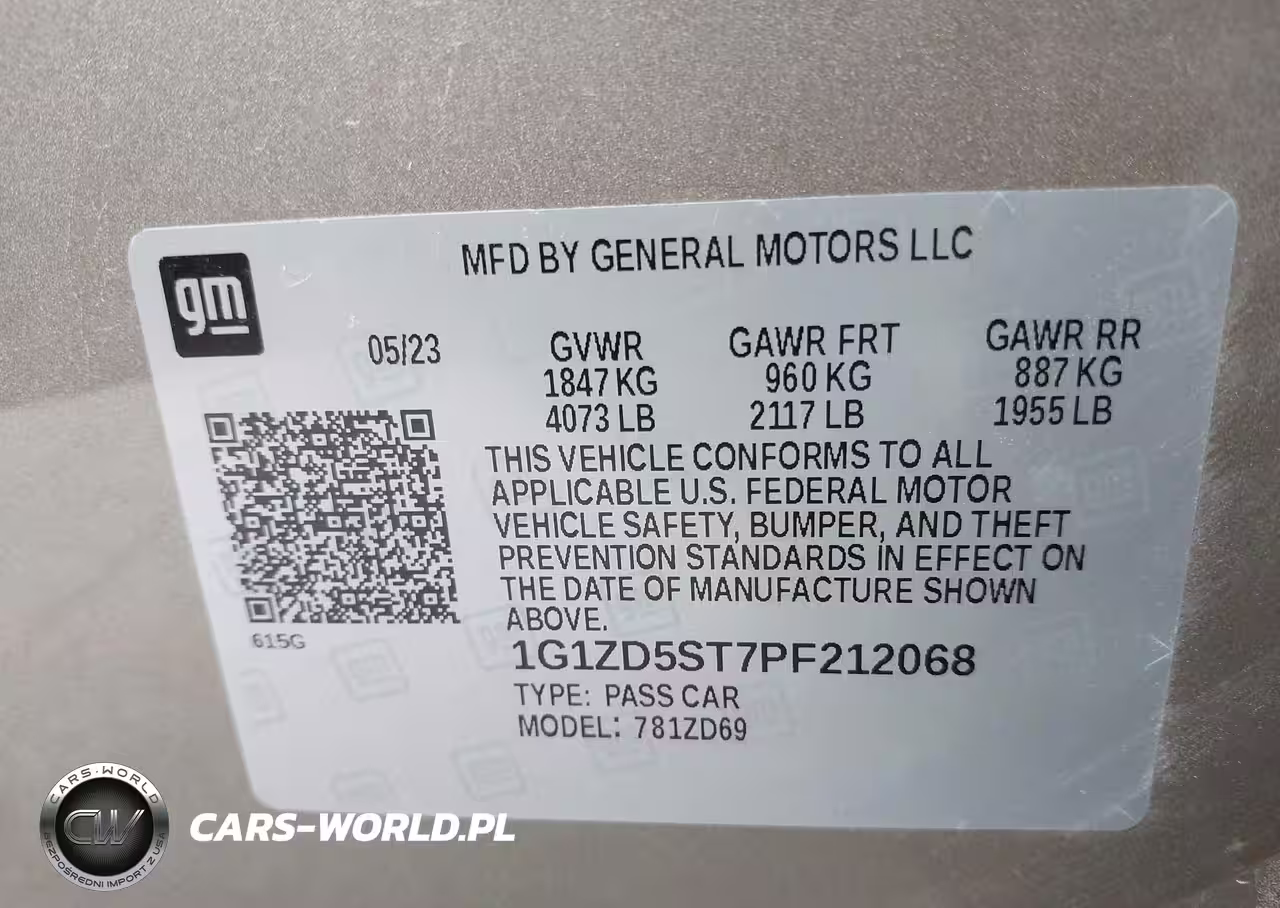 gm
MFD BY GENERAL MOTORS LLC
05/23
GVWR
1847 KG
4073 LB
GAWR FRT
960 KG
2117 LB
GAWR RR
887 KG
1955 LB
THIS VEHICLE CONFORMS TO ALL
APPLICABLE U.S. FEDERAL MOTOR
VEHICLE SAFETY, BUMPER, AND THEFT
PREVENTION STANDARDS IN EFFECT ON
THE DATE OF MANUFACTURE SHOWN
ABOVE.
615G
1G1ZD5ST7PF212068
TYPE: PASS CAR
MODEL: 781ZD69
CARS-WORLD
CW
BEZPOŚREDNI IMPORT Z USA
CARS-WORLD.PL